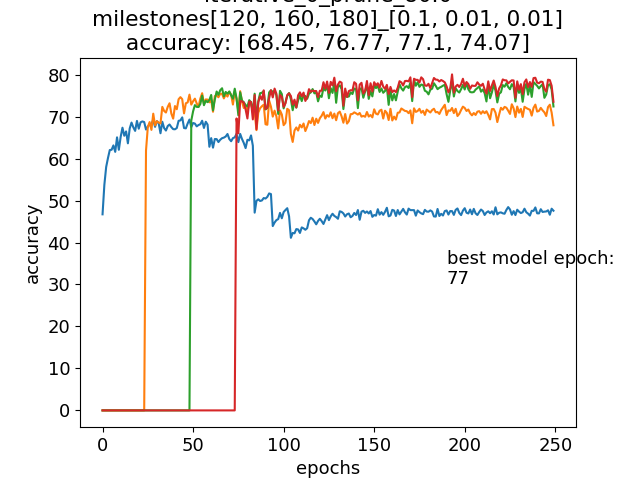 milestones[120, 160, 180]_[0.1, 0.01, 0.01]
accuracy: [68.45, 76.77, 77.1, 74.07]
80
70
60
50
40
30
20
10
0
accuracy
best model epoch:
77
0 50 100 150 200 250
epochs